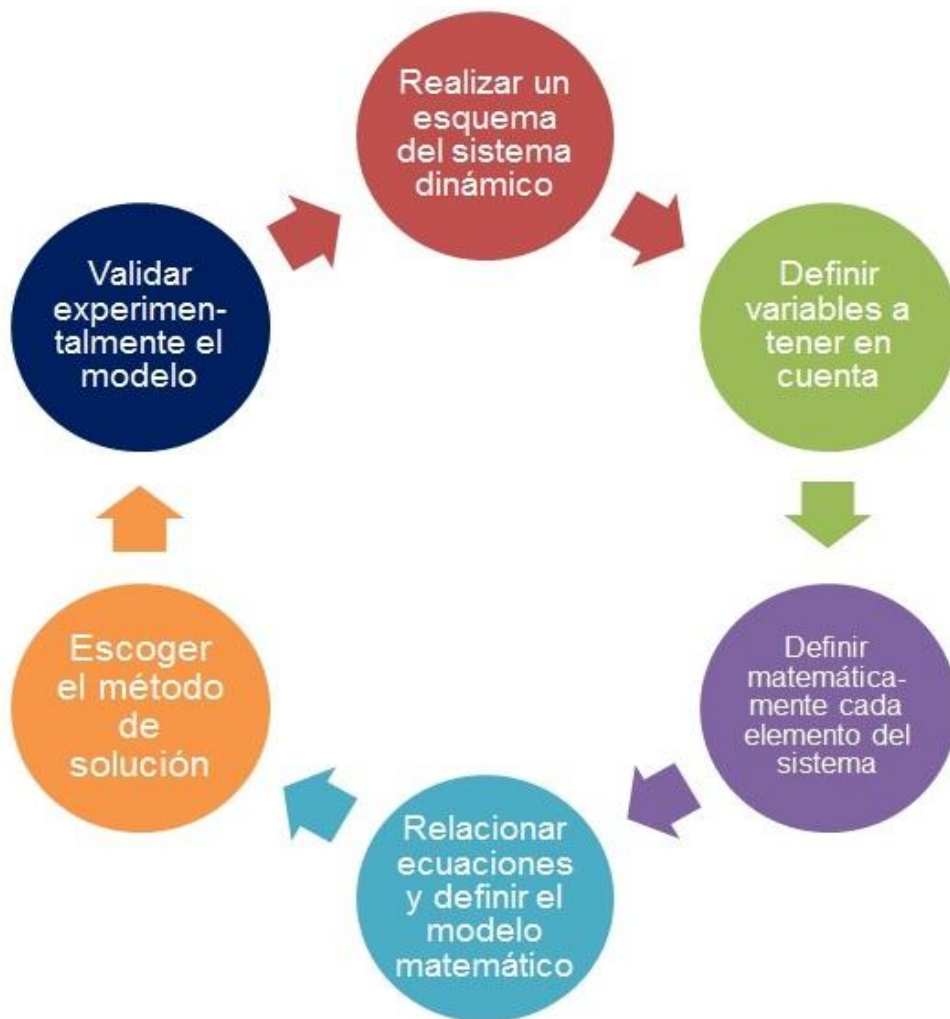 Realizar un
esquema
del sistema
dinámico
Definir
variables a
tener en
cuenta
Definir
matemática-
mente cada
elemento del
sistema
Relacionar
ecuaciones
y definir el
modelo
matemático
Escoger
el método
de
solución
Validar
experimen-
talmente el
modelo